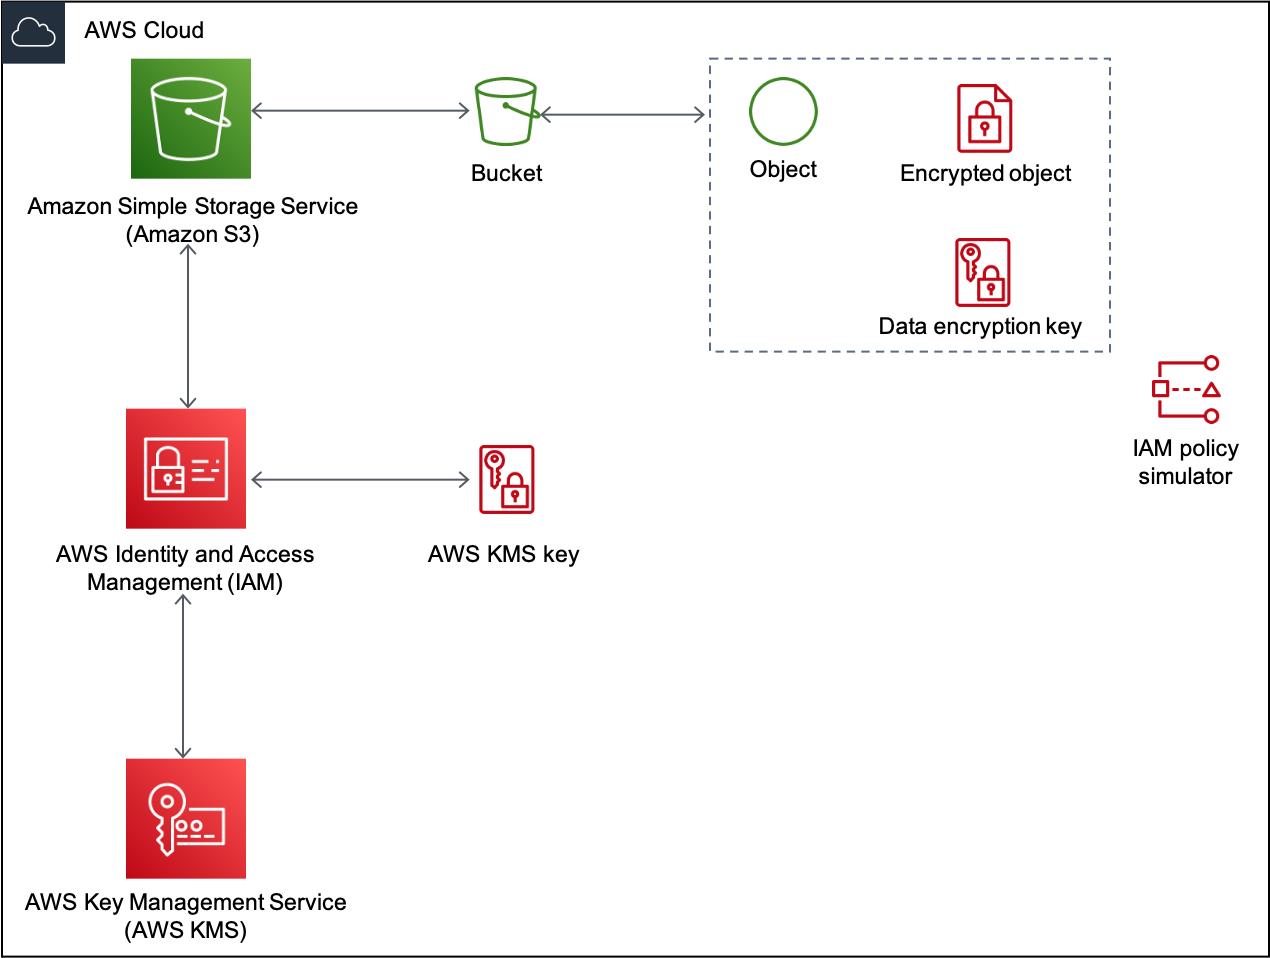 AWS Cloud
Amazon Simple Storage Service
(Amazon S3)
Bucket
Object
Encrypted object
Data encryption key
IAM policy
simulator
AWS Identity and Access
Management (IAM)
AWS KMS key
AWS Key Management Service
(AWS KMS)